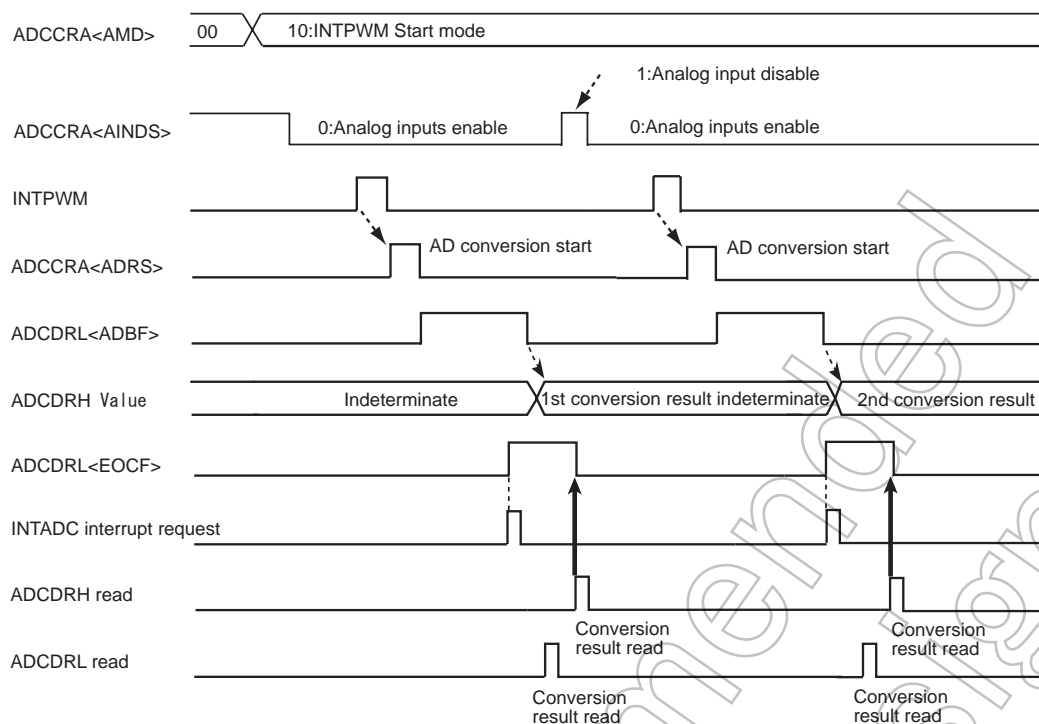 ADCCRA<AMD>
00
10:INTPWM Start mode
1:Analog input disable
ADCCRA<AINDS>
0:Analog inputs enable
0:Analog inputs enable
INTPWM
ADCCRA<ADRS>
AD conversion start
AD conversion start
ADCDRL<ADBF>
ADCDRH Value
Indeterminate
1st conversion result indeterminate
2nd conversion result
ADCDRL<EOCF>
INTADC interrupt request
ADCDRH read
Conversion
result read
Conversion
result read
ADCDRL read
Conversion
result read
Conversion
result read